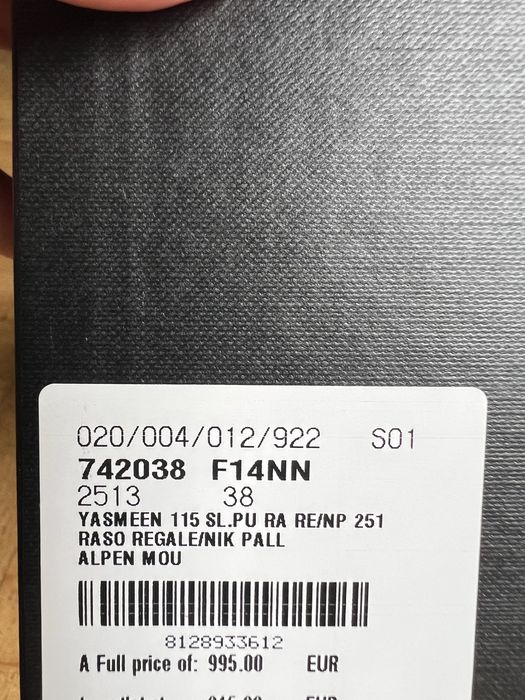 020/004/012/922 S01
742038 F14NN
2513 38
YASMEEN 115 SL.PU RA RE/NP 251
RASO REGALE/NIK PALL
ALPEN MOU
8128933612
A Full price of: 995.00 EUR